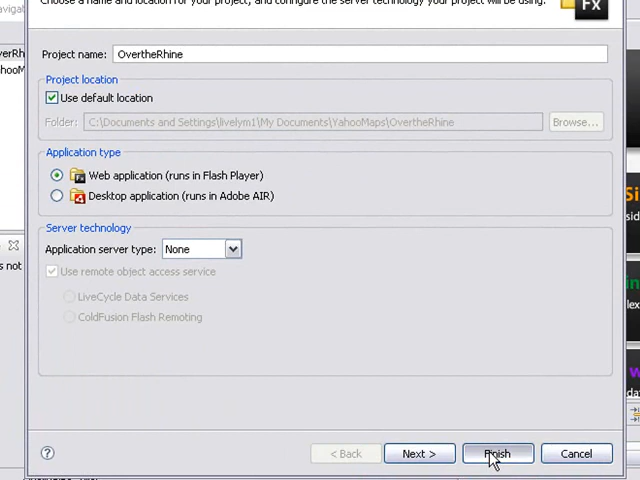 Choose a name and location for your project, and configure the server technology your project will be using.
Fx
Project name: OvertheRhine
Project location
Use default location
Folder: C:\Documents and Settings\livelym1\My Documents\YahooMaps\OvertheRhine Browse...
Application type
Web application (runs in Flash Player)
Desktop application (runs in Adobe AIR)
Server technology
Application server type: None
Use remote object access service
LiveCycle Data Services
ColdFusion Flash Remoting
? < Back Next > Finish Cancel